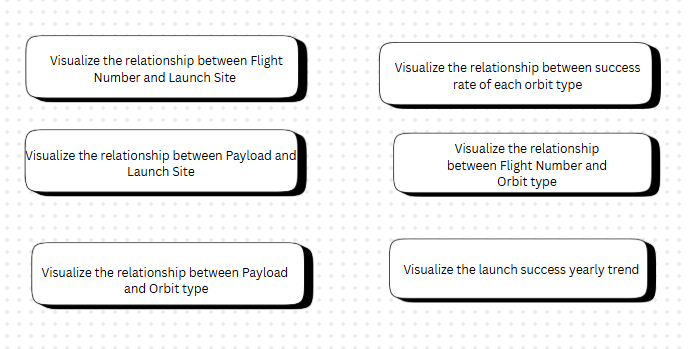 Visualize the relationship between Flight
Number and Launch Site
Visualize the relationship between success
rate of each orbit type
Visualize the relationship between Payload and
Launch Site
Visualize the relationship
between Flight Number and
Orbit type
Visualize the relationship between Payload
and Orbit type
Visualize the launch success yearly trend